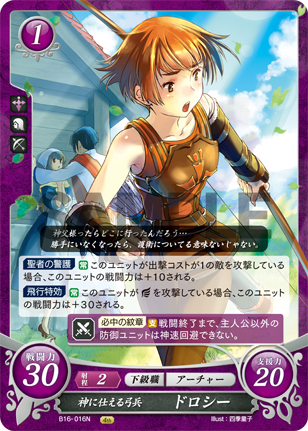 1
SAMPLE
神父様ったらどこに行ったんだろう…
勝手にいなくなったら、護衛についてる意味ないじゃない。
聖者の警護 常 このユニットが出撃コストが1の敵を攻撃している
場合、このユニットの戦闘力は+10される。
飛行特効 常 このユニットが を攻撃している場合、このユニットの戦
闘力は+30される。
必中の紋章 支 戦闘終了まで、主人公以外の
防御ユニットは神速回避できない。
戦闘力
30
射程 2 下級職 アーチャー
支援力
20
B16-016N
神に仕える弓兵 ドロシー
Illust:四季童子